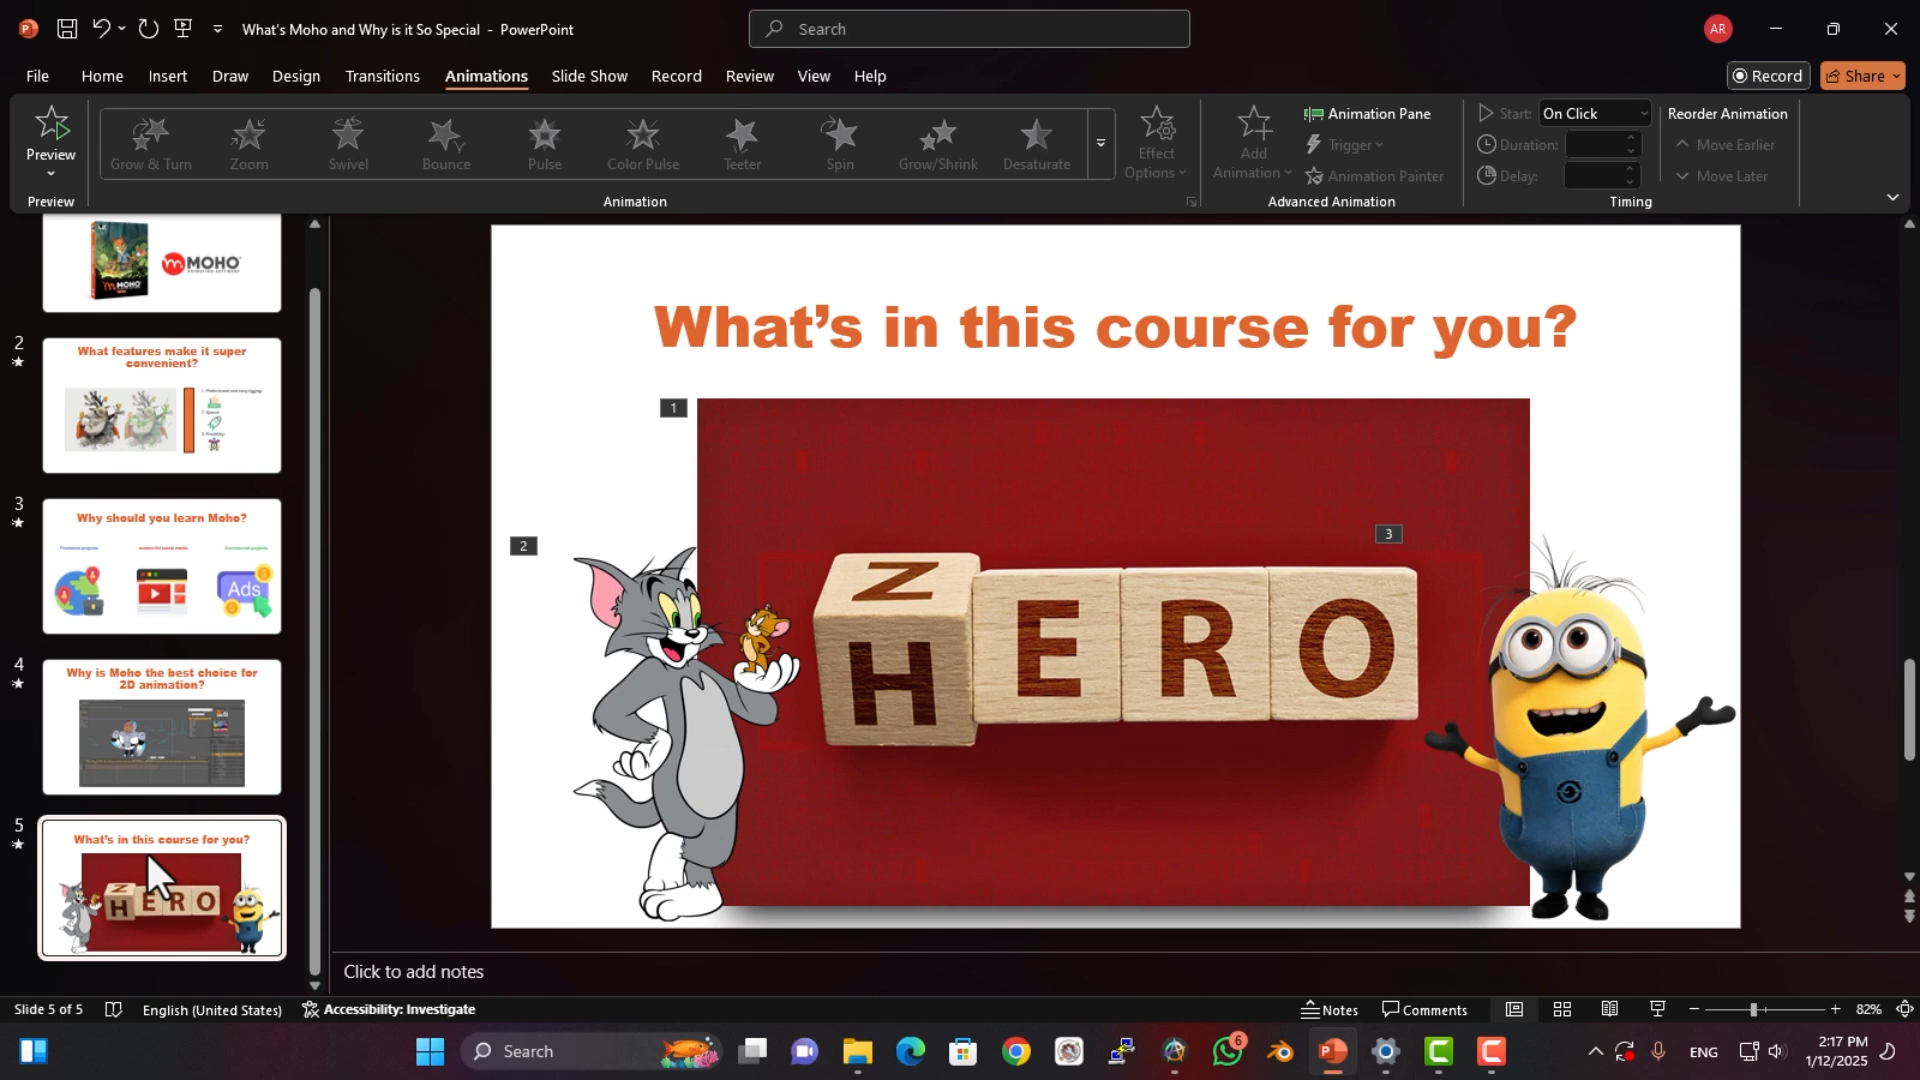 What's Moho and Why is it So Special - PowerPoint
Search
AR
File Home Insert Draw Design Transitions Animations Slide Show Record Review View Help
Record
Share
Preview
Grow & Turn Zoom Swivel Bounce Pulse Color Pulse Teeter Spin Grow/Shrink Desaturate
Effect Options
Add Animation
Animation Pane
Trigger
Animation Painter
Start: On Click
Duration:
Delay:
Reorder Animation
Move Earlier
Move Later
Preview Animation Advanced Animation Timing
MOHO
MOHO
2
What features make it super
convenient?
3
Why should you learn Moho?
Ads
4
Why is Moho the best choice for
2D animation?
5
What's in this course for you?
Z
HERO
What's in this course for you?
1
2
3
Z
HERO
Click to add notes
Slide 5 of 5 English (United States) Accessibility: Investigate
Notes Comments 82%
Search
6
ENG
2:17 PM
1/12/2025